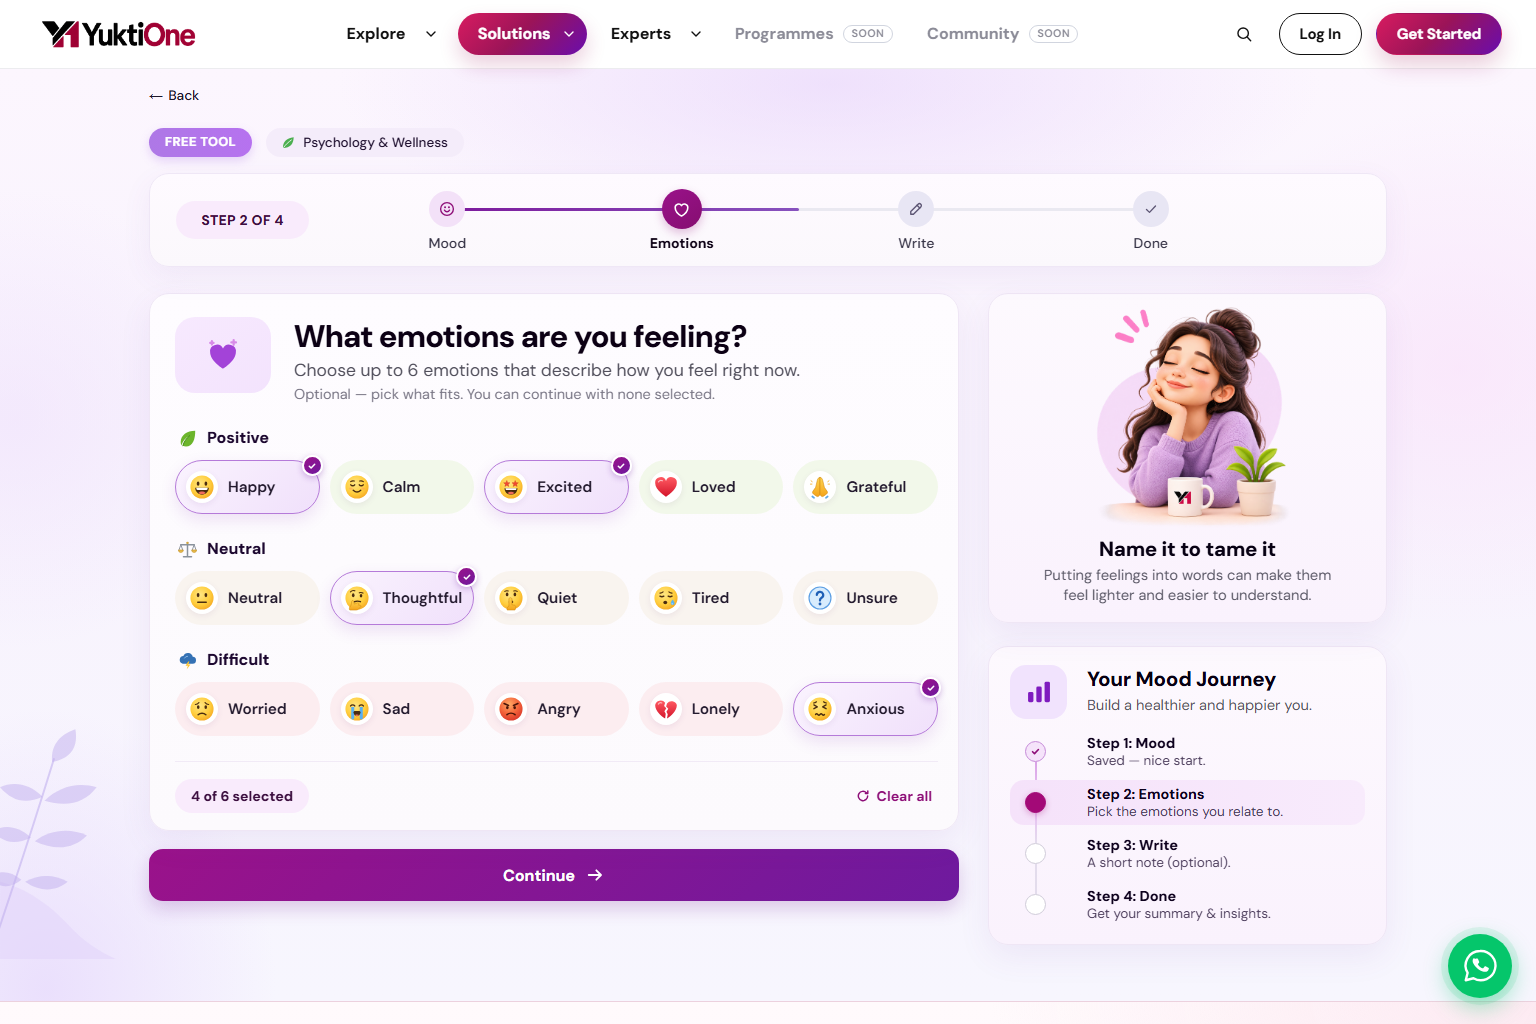 YuktiOne
Explore
Solutions
Experts
Programmes SOON
Community SOON
Log In
Get Started
← Back
FREE TOOL
Psychology & Wellness
STEP 2 OF 4
Mood
Emotions
Write
Done
What emotions are you feeling?
Choose up to 6 emotions that describe how you feel right now.
Optional — pick what fits. You can continue with none selected.
Positive
Happy
Calm
Excited
Loved
Grateful
Neutral
Neutral
Thoughtful
Quiet
Tired
Unsure
Difficult
Worried
Sad
Angry
Lonely
Anxious
4 of 6 selected
Clear all
Continue →
Name it to tame it
Putting feelings into words can make them
feel lighter and easier to understand.
Your Mood Journey
Build a healthier and happier you.
Step 1: Mood
Saved — nice start.
Step 2: Emotions
Pick the emotions you relate to.
Step 3: Write
A short note (optional).
Step 4: Done
Get your summary & insights.